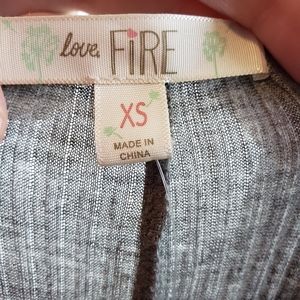 love, FIRE
XS
MADE IN
CHINA